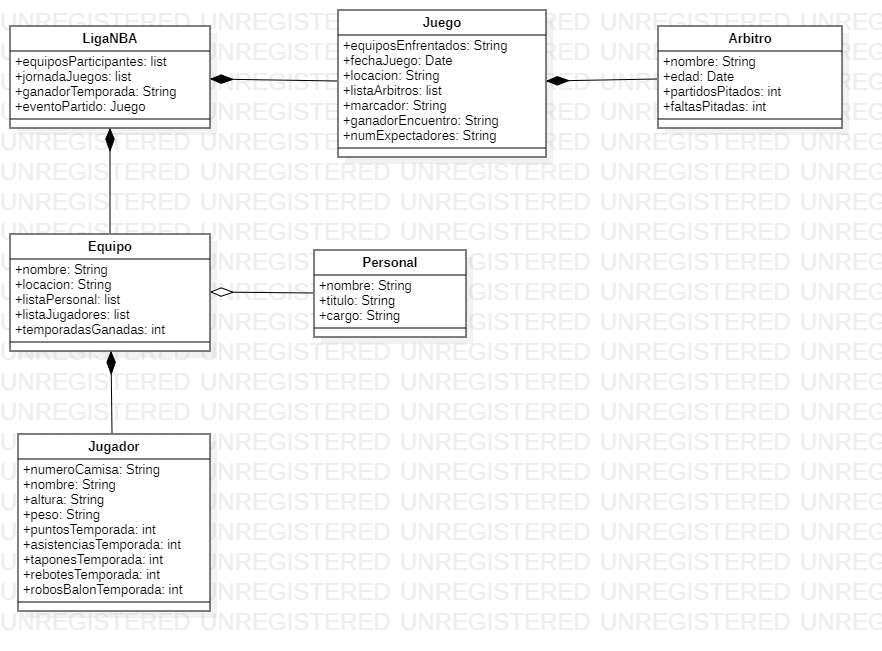 LigaNBA
+equiposParticipantes: list
+jornadaJuegos: list
+ganadorTemporada: String
+eventoPartido: Juego
Juego
+equiposEnfrentados: String
+fechaJuego: Date
+locacion: String
+listaArbitros: list
+marcador: String
+ganadorEncuentro: String
+numExpectadores: String
Arbitro
+nombre: String
+edad: Date
+partidosPitados: int
+faltasPitadas: int
Equipo
+nombre: String
+locacion: String
+listaPersonal: list
+listaJugadores: list
+temporadasGanadas: int
Personal
+nombre: String
+titulo: String
+cargo: String
Jugador
+numeroCamisa: String
+nombre: String
+altura: String
+peso: String
+puntosTemporada: int
+asistenciasTemporada: int
+taponesTemporada: int
+rebotesTemporada: int
+robosBalonTemporada: int
UNREGISTERED